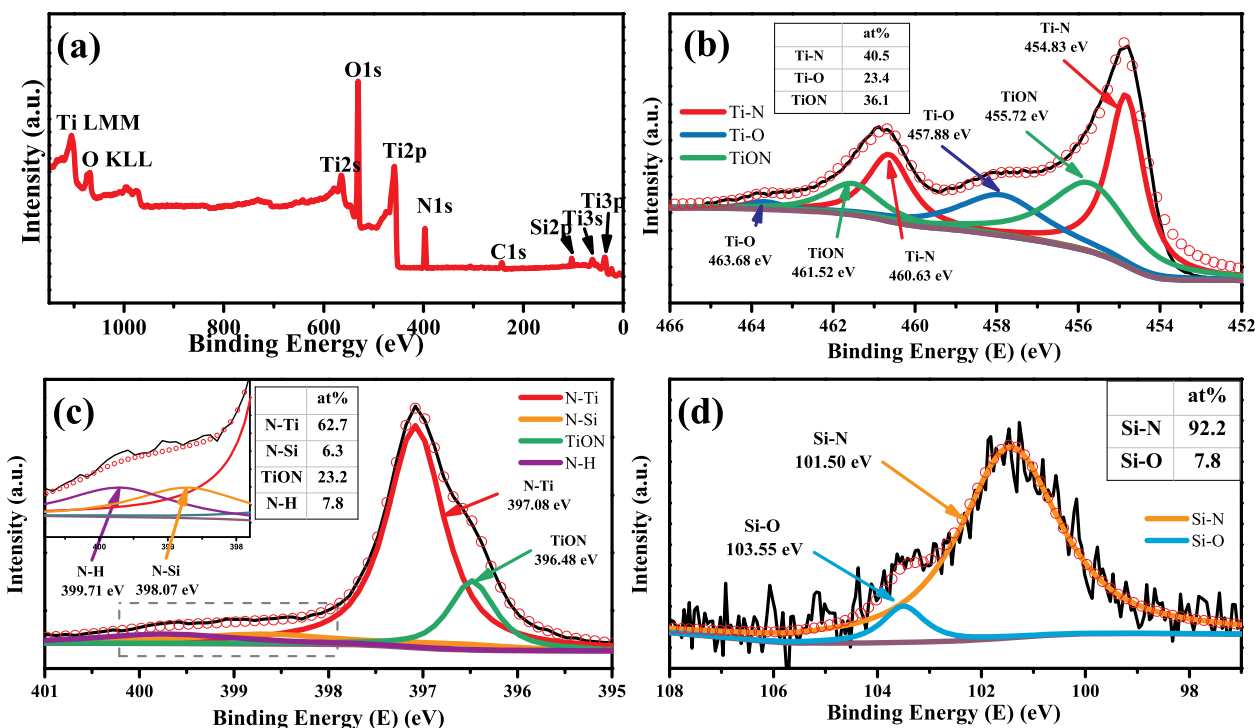 (a)
O1s
Ti LMM
O KLL
Ti2s
Ti2p
N1s
C1s
Si2p
Ti3s
Ti3p
Intensity (a.u.)
1000 800 600 400 200 0
Binding Energy (eV)
(b)
at%
Ti-N 40.5
Ti-O 23.4
TiON 36.1
Ti-N
Ti-O
TiON
Ti-N
454.83 eV
TiON
455.72 eV
Ti-O
457.88 eV
Ti-O
463.68 eV
TiON
461.52 eV
Ti-N
460.63 eV
Intensity (a.u.)
466 464 462 460 458 456 454 452
Binding Energy (E) (eV)
(c)
at%
N-Ti 62.7
N-Si 6.3
TiON 23.2
N-H 7.8
N-Ti
N-Si
TiON
N-H
400 399 398
N-H
399.71 eV
N-Si
398.07 eV
N-Ti
397.08 eV
TiON
396.48 eV
Intensity (a.u.)
401 400 399 398 397 396 395
Binding Energy (E) (eV)
(d)
at%
Si-N 92.2
Si-O 7.8
Si-N
101.50 eV
Si-O
103.55 eV
Si-N
Si-O
Intensity (a.u.)
108 106 104 102 100 98
Binding Energy (E) (eV)